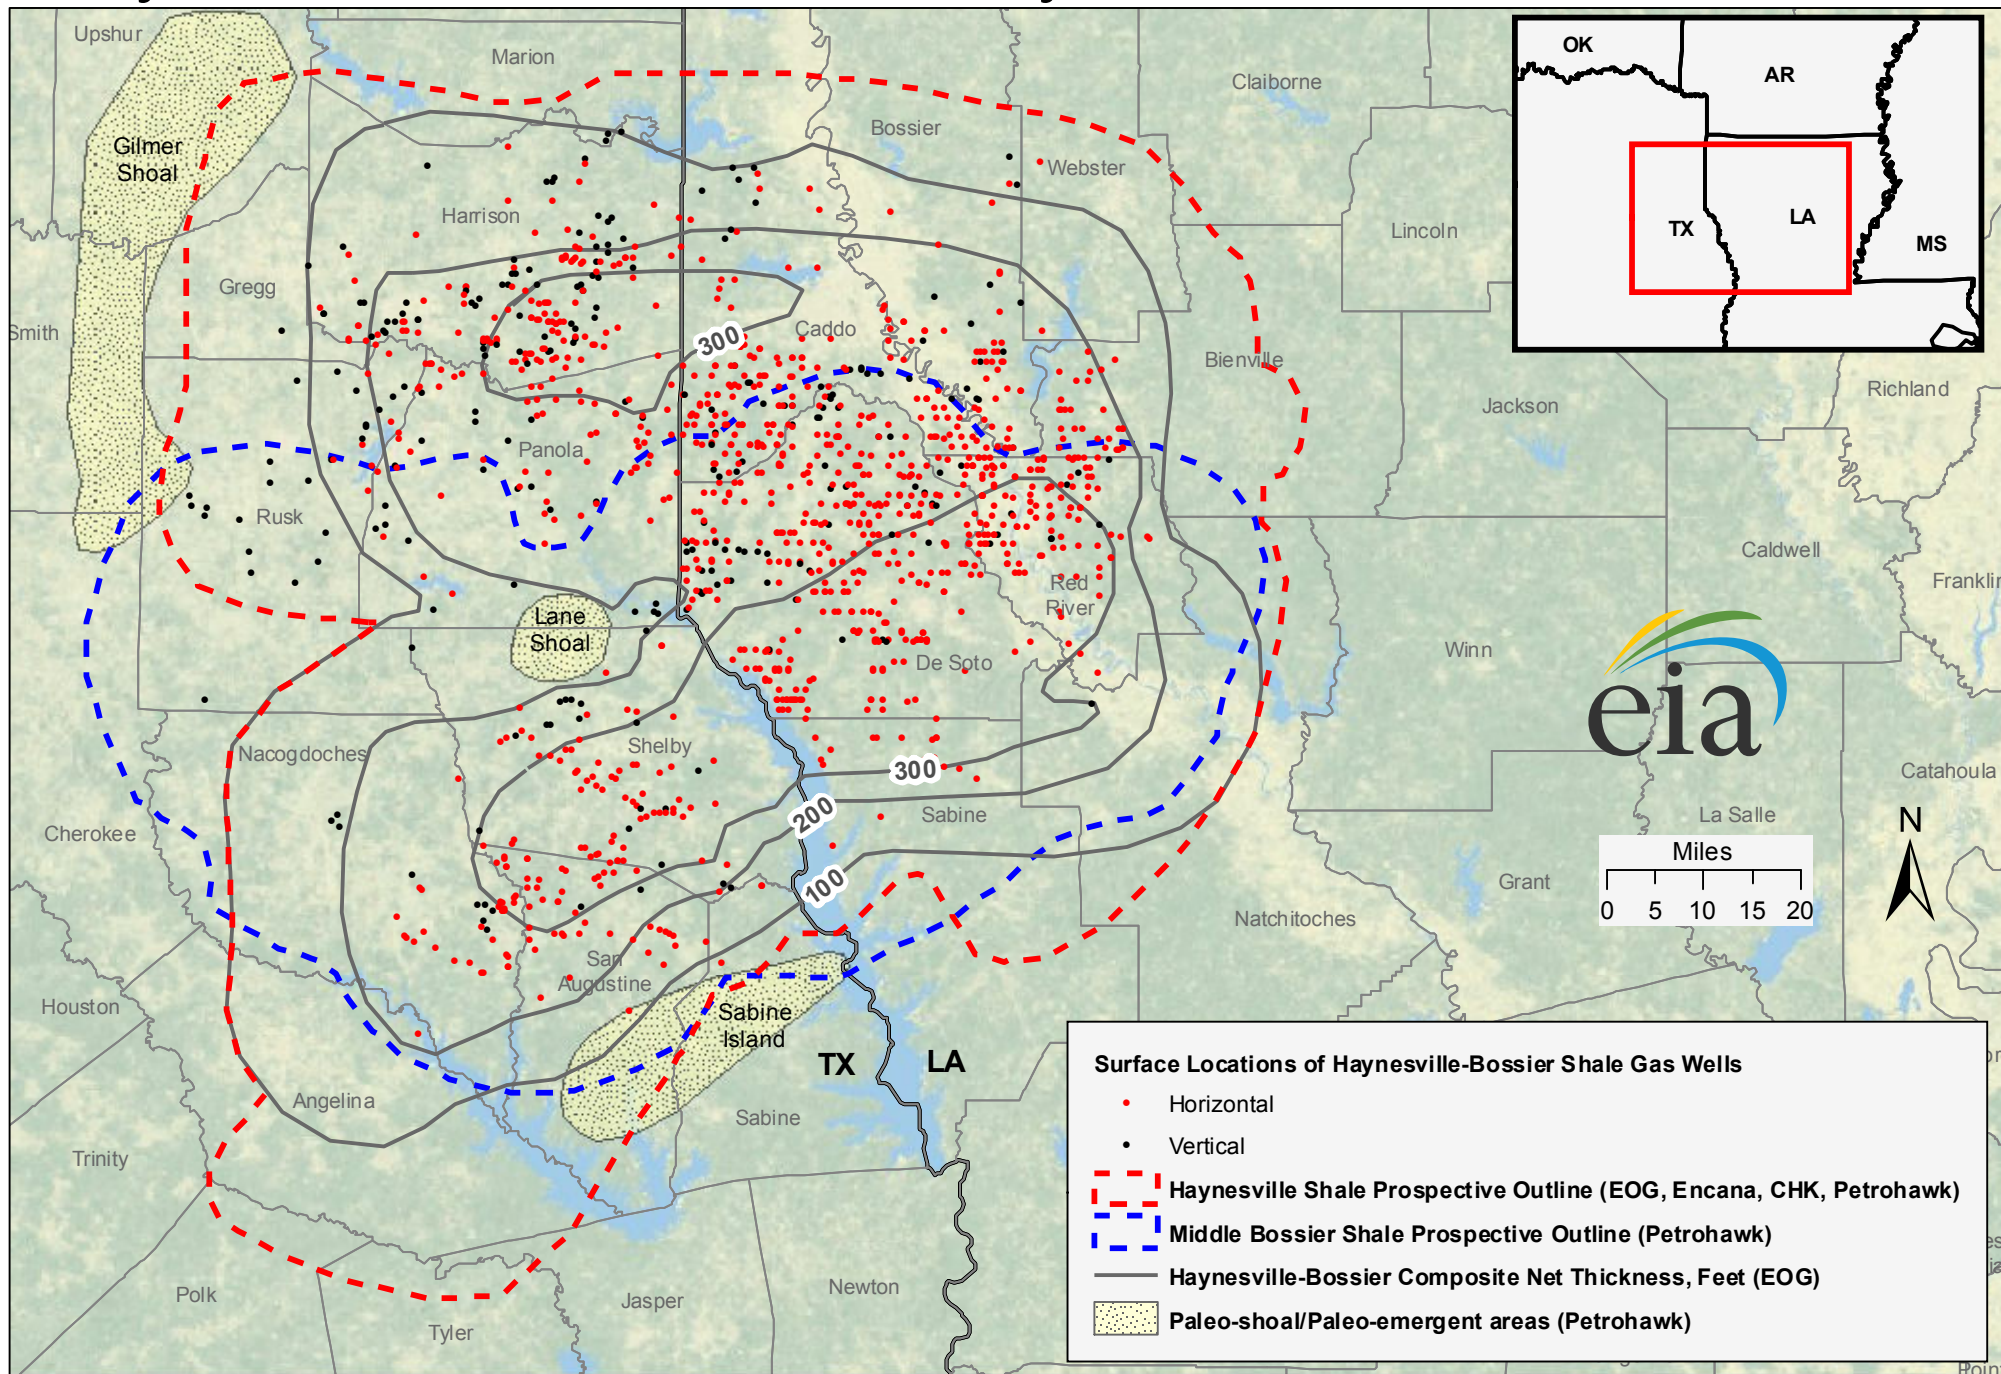 Upshur
Marion
Claiborne
OK
AR
Gilmer
Shoal
Bossier
Webster
Harrison
Lincoln
TX
LA
MS
Gregg
Smith
300
Caddo
Bienville
Richland
Jackson
Panola
Rusk
Caldwell
Franklin
Red
River
Lane
Shoal
De Soto
Winn
eia
Nacogdoches
Shelby
300
Catahoula
Cherokee
200
Sabine
La Salle
N
Miles
0 5 10 15 20
100
Grant
Natchitoches
San
Augustine
Houston
Sabine
Island
TX
LA
Angelina
Sabine
Trinity
Polk
Jasper
Newton
Tyler
Surface Locations of Haynesville-Bossier Shale Gas Wells
Horizontal
Vertical
Haynesville Shale Prospective Outline (EOG, Encana, CHK, Petrohawk)
Middle Bossier Shale Prospective Outline (Petrohawk)
Haynesville-Bossier Composite Net Thickness, Feet (EOG)
Paleo-shoal/Paleo-emergent areas (Petrohawk)